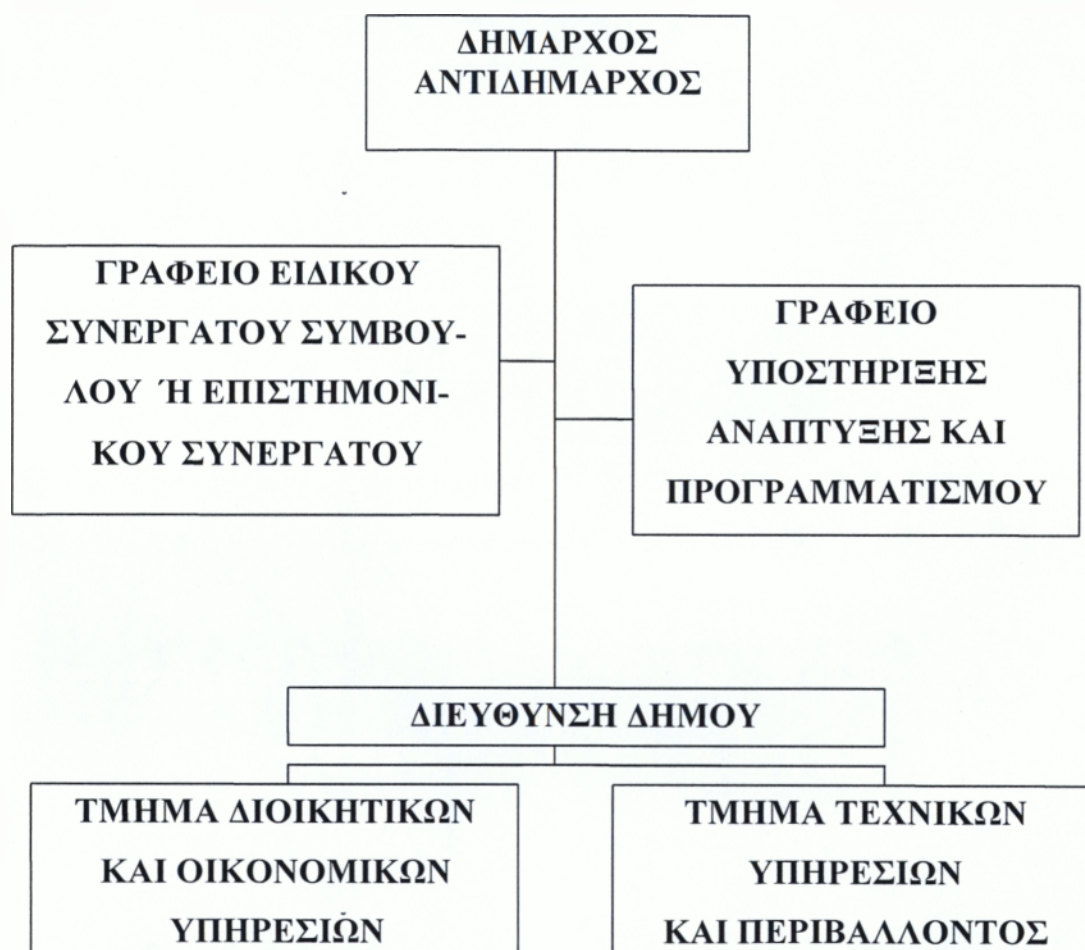 ΔΗΜΑΡΧΟΣ
ΑΝΤΙΔΗΜΑΡΧΟΣ
ΓΡΑΦΕΙΟ ΕΙΔΙΚΟΥ
ΣΥΝΕΡΓΑΤΟΥ ΣΥΜΒΟΥ-
ΛΟΥ Ή ΕΠΙΣΤΗΜΟΝΙ-
ΚΟΥ ΣΥΝΕΡΓΑΤΟΥ
ΓΡΑΦΕΙΟ
ΥΠΟΣΤΗΡΙΞΗΣ
ΑΝΑΠΤΥΞΗΣ ΚΑΙ
ΠΡΟΓΡΑΜΜΑΤΙΣΜΟΥ
ΔΙΕΥΘΥΝΣΗ ΔΗΜΟΥ
ΤΜΗΜΑ ΔΙΟΙΚΗΤΙΚΩΝ
ΚΑΙ ΟΙΚΟΝΟΜΙΚΩΝ
ΥΠΗΡΕΣΙΩΝ
ΤΜΗΜΑ ΤΕΧΝΙΚΩΝ
ΥΠΗΡΕΣΙΩΝ
ΚΑΙ ΠΕΡΙΒΑΛΛΟΝΤΟΣ